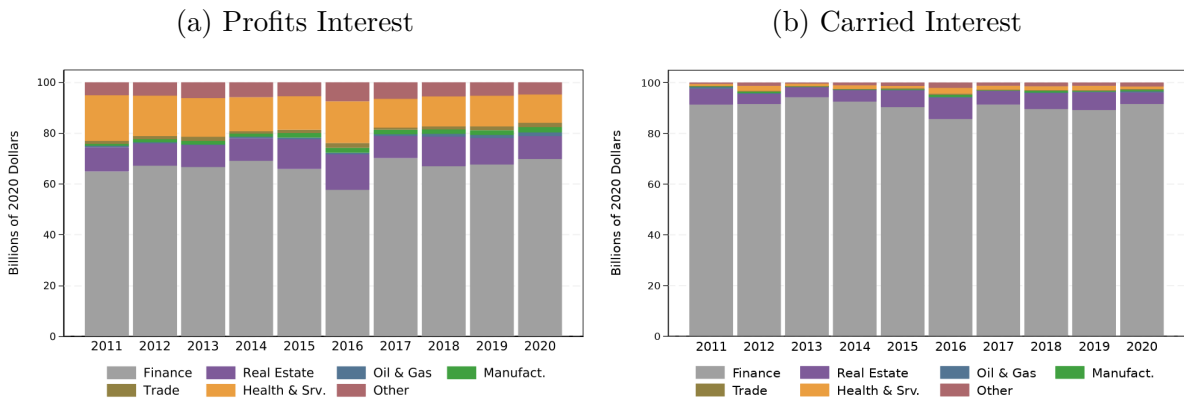 (a) Profits Interest
Billions of 2020 Dollars
100
80
60
40
20
0
2011 2012 2013 2014 2015 2016 2017 2018 2019 2020
Finance Real Estate Oil & Gas Manufact.
Trade Health & Srv. Other
(b) Carried Interest
Billions of 2020 Dollars
100
80
60
40
20
0
2011 2012 2013 2014 2015 2016 2017 2018 2019 2020
Finance Real Estate Oil & Gas Manufact.
Trade Health & Srv. Other